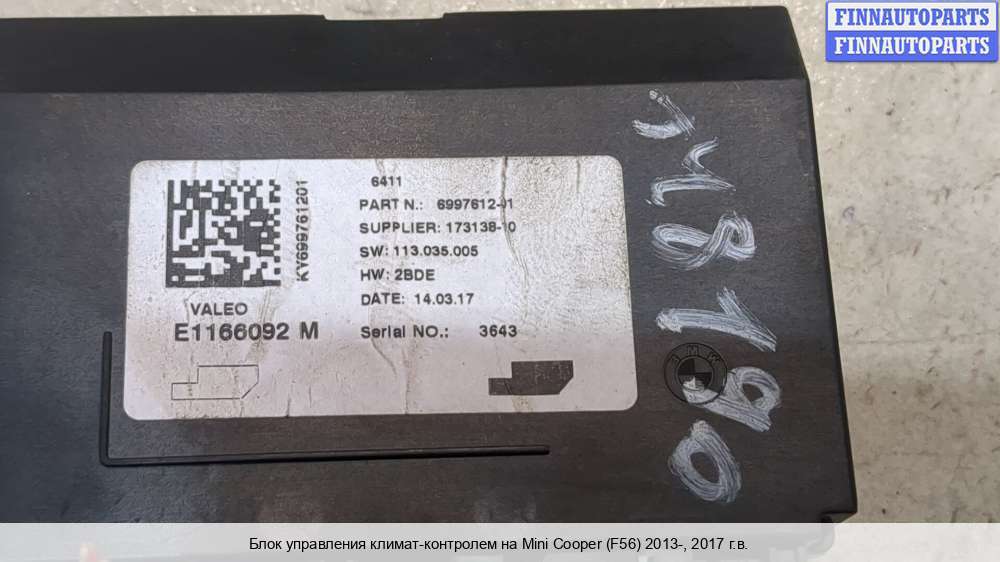 FINNAUTOPARTS
FINNAUTOPARTS
6411
PART N.: 6997612-01
SUPPLIER: 173138-10
SW: 113.035.005
HW: 2BDE
DATE: 14.03.17
Serial NO.: 3643
KY699761201
VALEO
E1166092 M
BMW
Блок управления климат-контролем на Mini Cooper (F56) 2013-, 2017 г.в.